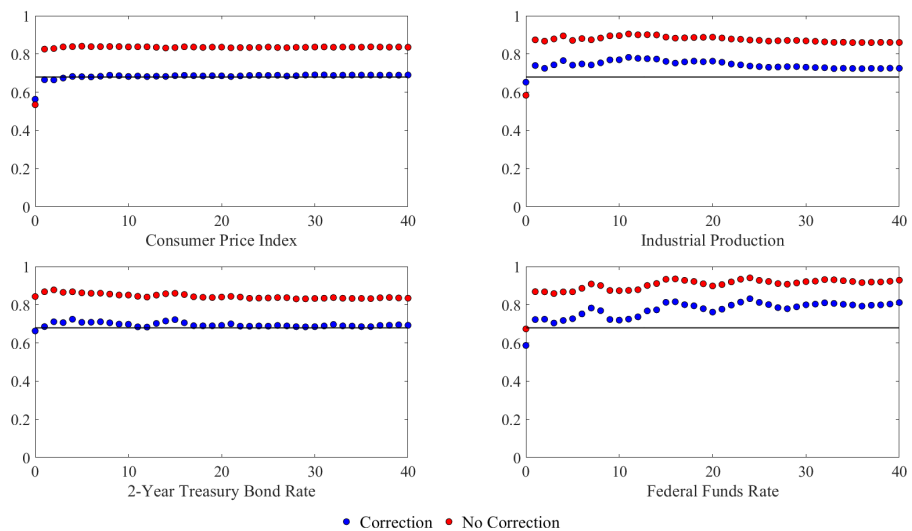 1
0.8
0.6
0.4
0.2
0
0 10 20 30 40
Consumer Price Index
1
0.8
0.6
0.4
0.2
0
0 10 20 30 40
Industrial Production
1
0.8
0.6
0.4
0.2
0
0 10 20 30 40
2-Year Treasury Bond Rate
1
0.8
0.6
0.4
0.2
0
0 10 20 30 40
Federal Funds Rate
Correction No Correction